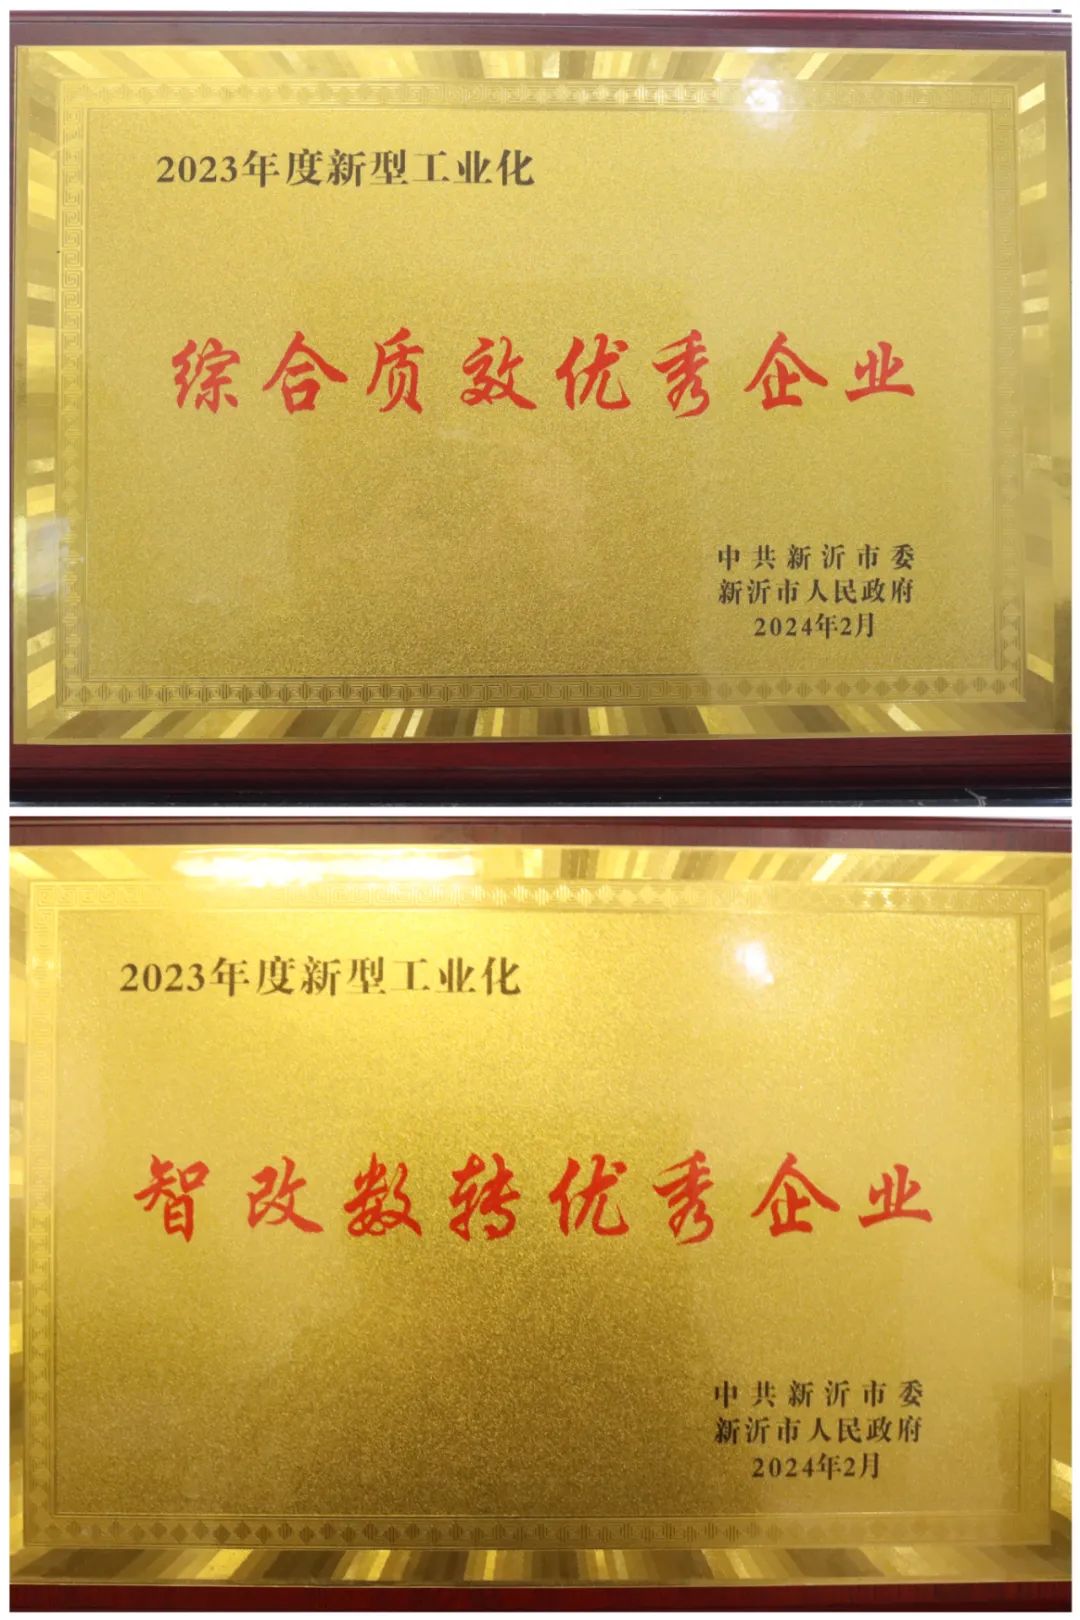 2023年度新型工业化
综合质效优秀企业
中共新沂市委
新沂市人民政府
2024年2月
2023年度新型工业化
智改数转优秀企业
中共新沂市委
新沂市人民政府
2024年2月